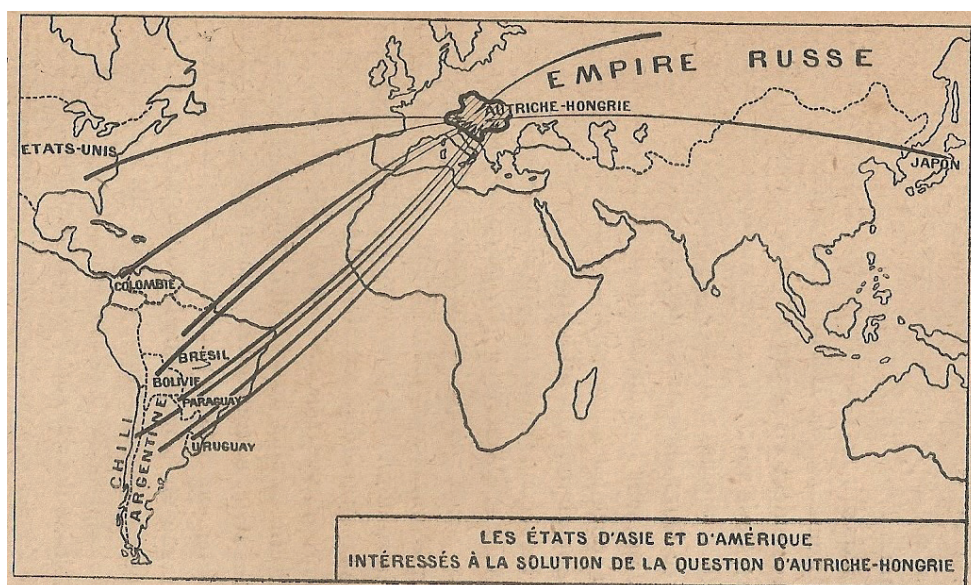 EMPIRE RUSSE
AUTRICHE-HONGRIE
ETATS-UNIS
JAPON
COLOMBIE
BRÉSIL
BOLIVIE
PARAGUAY
URUGUAY
CHILI
ARGENTINE
LES ÉTATS D'ASIE ET D'AMÉRIQUE
INTÉRESSÉS À LA SOLUTION DE LA QUESTION D'AUTRICHE-HONGRIE